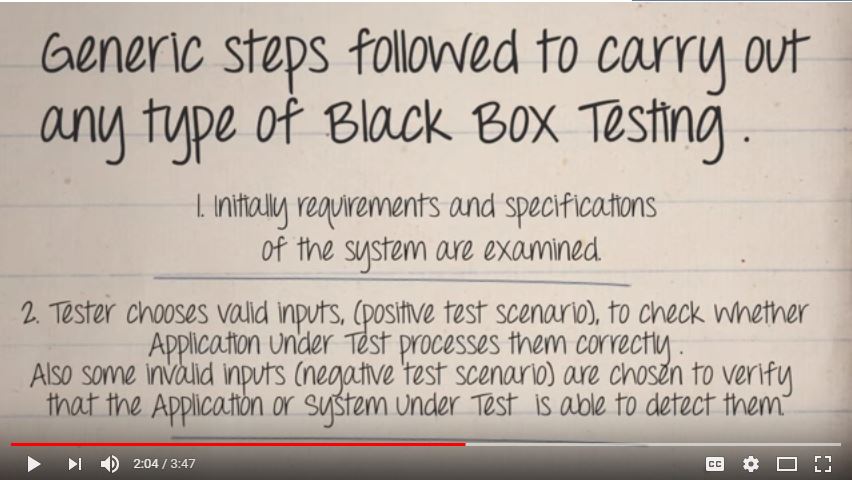 Generic steps followed to carry out
any type of Black Box Testing .
1. Initially requirements and specifications
of the system are examined.
2. Tester chooses valid inputs, (positive test scenario), to check whether
Application Under Test processes them correctly .
Also some invalid inputs (negative test scenario) are chosen to verify
that the Application or System Under Test is able to detect them.
2:04 / 3:47
CC